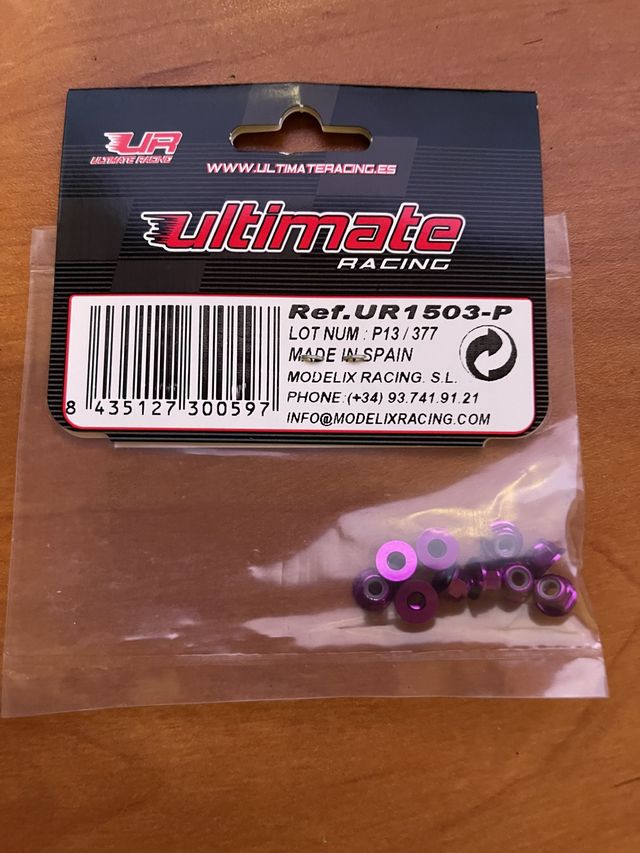 UR
ULTIMATE RACING
WWW.ULTIMATERACING.ES
ultimate
RACING
Ref.UR1503-P
LOT NUM : P13 / 377
MADE IN SPAIN
MODELIX RACING. S.L.
PHONE:(+34) 93.741.91.21
INFO@MODELIXRACING.COM
8 435127 300597